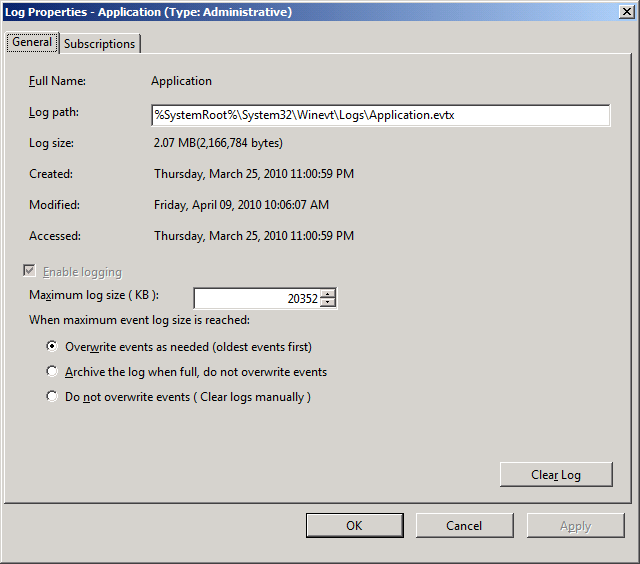 Log Properties - Application (Type: Administrative)
General Subscriptions
Full Name: Application
Log path: %SystemRoot%\System32\Winevt\Logs\Application.evtx
Log size: 2.07 MB(2,166,784 bytes)
Created: Thursday, March 25, 2010 11:00:59 PM
Modified: Friday, April 09, 2010 10:06:07 AM
Accessed: Thursday, March 25, 2010 11:00:59 PM
Enable logging
Maximum log size ( KB ): 20352
When maximum event log size is reached:
Overwrite events as needed (oldest events first)
Archive the log when full, do not overwrite events
Do not overwrite events ( Clear logs manually )
Clear Log
OK Cancel Apply